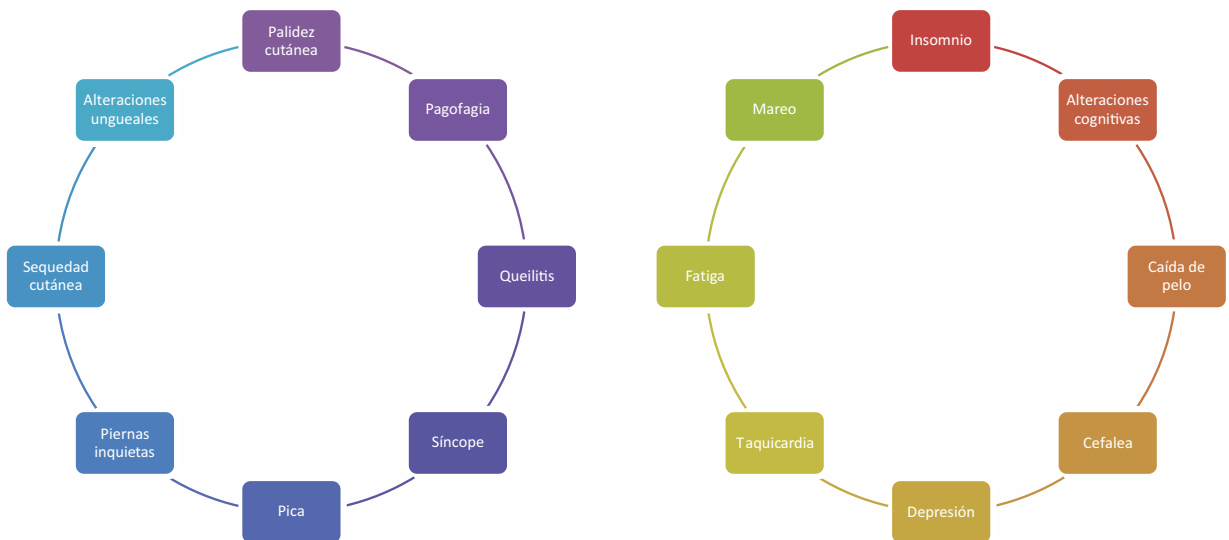 Palidez
cutánea
Pagofagia
Queilitis
Síncope
Pica
Piernas
inquietas
Sequedad
cutánea
Alteraciones
ungueales
Insomnio
Alteraciones
cognitivas
Caída de
pelo
Cefalea
Depresión
Taquicardia
Fatiga
Mareo